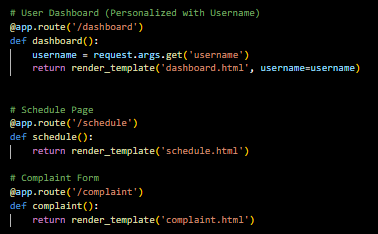 # User Dashboard (Personalized with Username)
@app.route('/dashboard')
def dashboard():
    username = request.args.get('username')
    return render_template('dashboard.html', username=username)
# Schedule Page
@app.route('/schedule')
def schedule():
    return render_template('schedule.html')
# Complaint Form
@app.route('/complaint')
def complaint():
    return render_template('complaint.html')